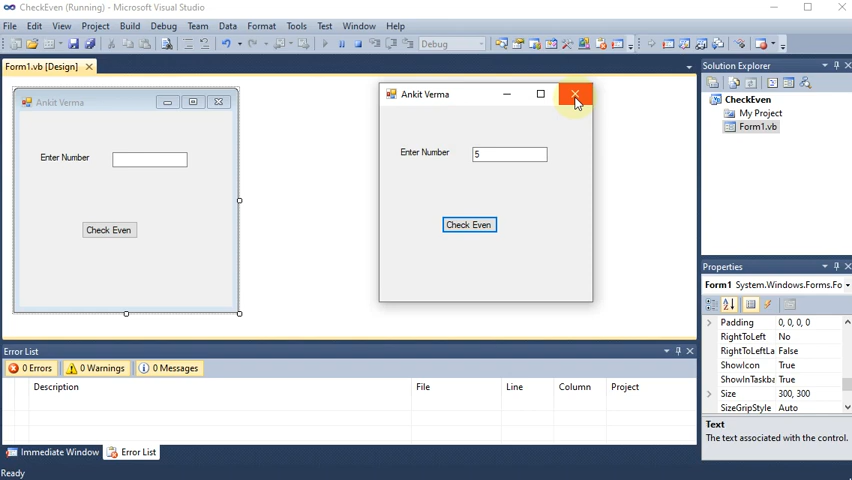 CheckEven (Running) - Microsoft Visual Studio
File Edit View Project Build Debug Team Data Format Tools Test Window Help
Debug
Form1.vb [Design]
Ankit Verma
Enter Number
Check Even
Ankit Verma
Enter Number 5
Check Even
Solution Explorer
CheckEven
My Project
Form1.vb
Properties
Form1 System.Windows.Forms.Fo
Padding 0, 0, 0, 0
RightToLeft No
RightToLeftLa False
ShowIcon True
ShowInTaskba True
Size 300, 300
SizeGripStyle Auto
Text
The text associated with the control.
Error List
0 Errors 0 Warnings 0 Messages
Description File Line Column Project
Immediate Window Error List
Ready